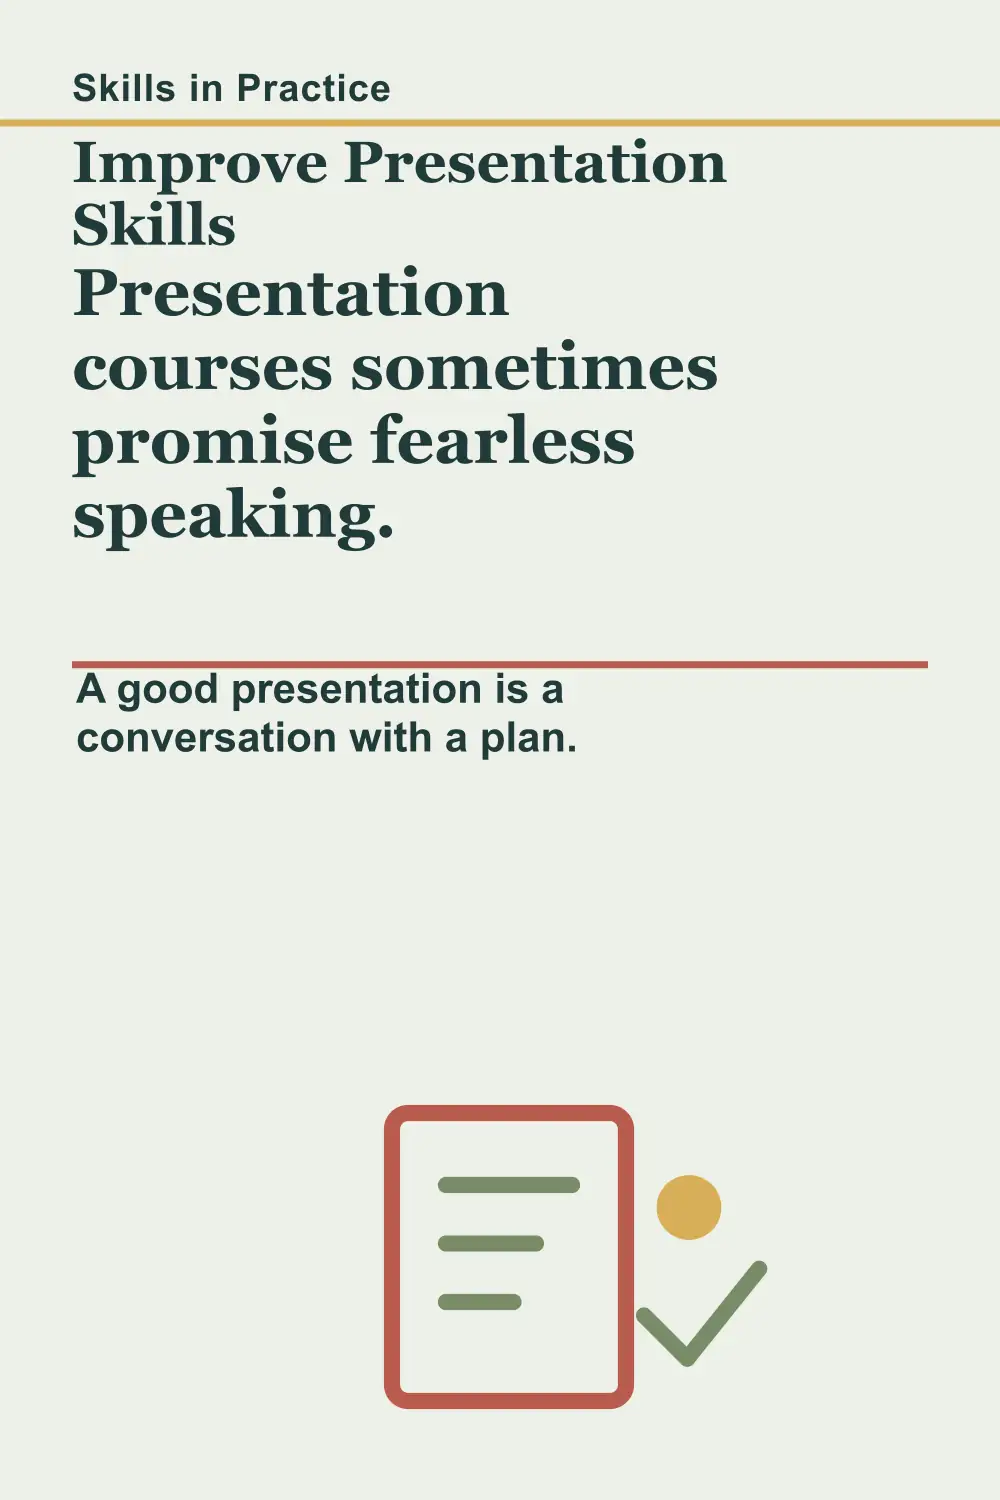 Skills in Practice
Improve Presentation
Skills
Presentation
courses sometimes
promise fearless
speaking.
A good presentation is a
conversation with a plan.